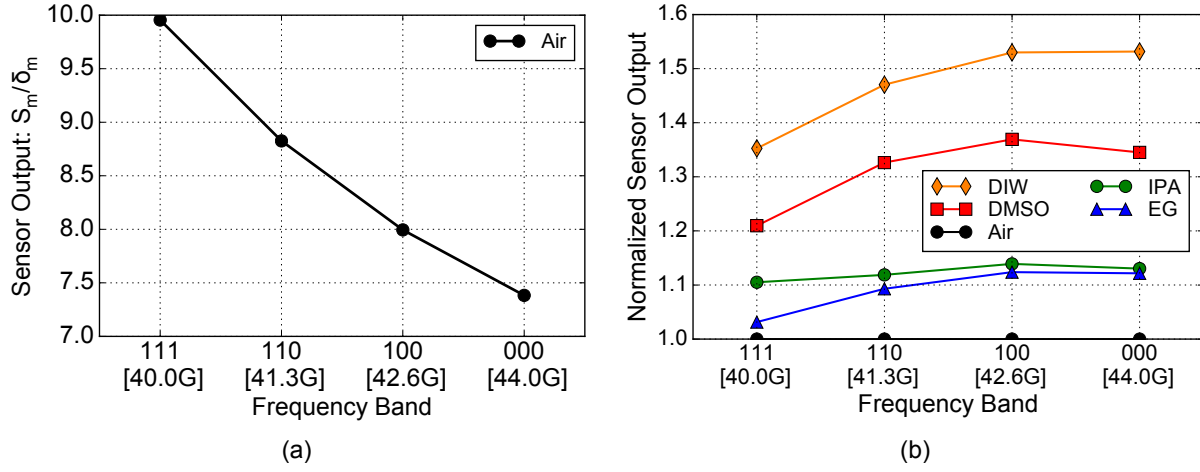 10.0
9.5
9.0
8.5
8.0
7.5
7.0
Sensor Output: S_m/δ_m
Air
111 110 100 000
[40.0G] [41.3G] [42.6G] [44.0G]
Frequency Band
(a)
1.6
1.5
1.4
1.3
1.2
1.1
1.0
Normalized Sensor Output
DIW IPA
DMSO EG
Air
111 110 100 000
[40.0G] [41.3G] [42.6G] [44.0G]
Frequency Band
(b)